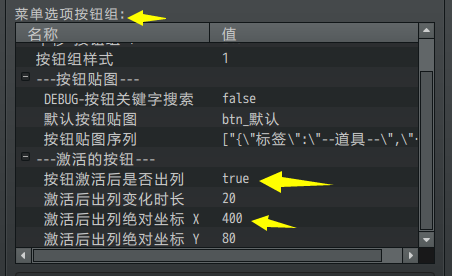 菜单选项按钮组:
名称 值
按钮组样式 1
---按钮贴图---
DEBUG-按钮关键字搜索 false
默认按钮贴图 btn_默认
按钮贴图序列 ["{\"标签\":\"--道具--\",\"
---激活的按钮---
按钮激活后是否出列 true
激活后出列变化时长 20
激活后出列绝对坐标 X 400
激活后出列绝对坐标 Y 80